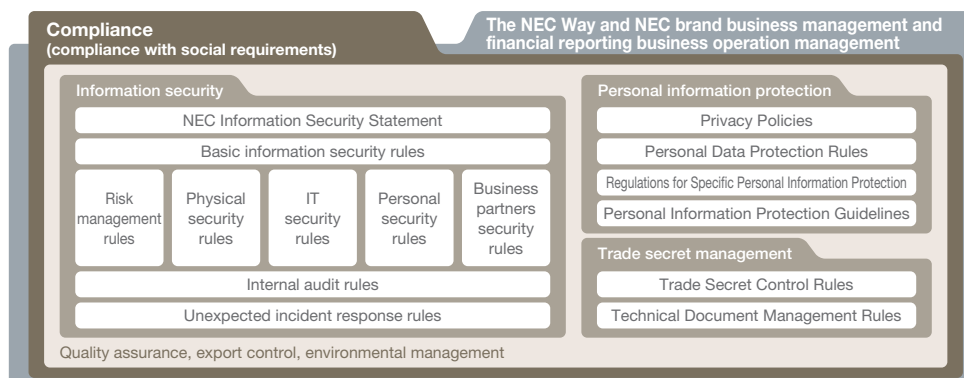 Compliance
(compliance with social requirements)
The NEC Way and NEC brand business management and
financial reporting business operation management
Information security
NEC Information Security Statement
Basic information security rules
Risk
management
rules
Physical
security
rules
IT
security
rules
Personal
security
rules
Business
partners
security
rules
Internal audit rules
Unexpected incident response rules
Personal information protection
Privacy Policies
Personal Data Protection Rules
Regulations for Specific Personal Information Protection
Personal Information Protection Guidelines
Trade secret management
Trade Secret Control Rules
Technical Document Management Rules
Quality assurance, export control, environmental management